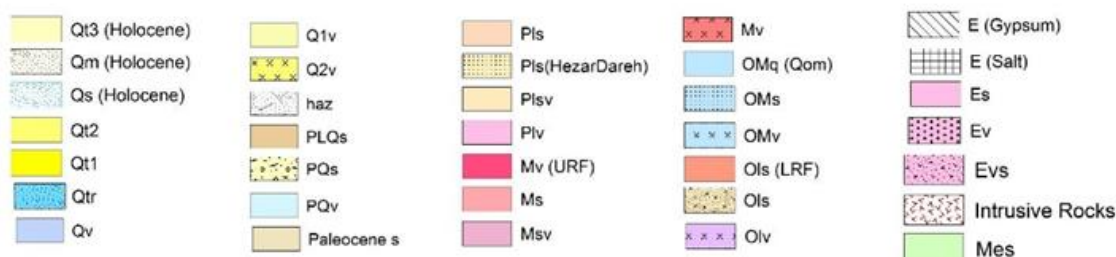 Qt3 (Holocene)
Qm (Holocene)
Qs (Holocene)
Qt2
Qt1
Qtr
Qv
Q1v
Q2v
haz
PLQs
PQs
PQv
Paleocene s
Pls
Pls(HezarDareh)
Plsv
Plv
Mv (URF)
Ms
Msv
Mv
OMq (Qom)
OMs
OMv
Ols (LRF)
Ols
Olv
E (Gypsum)
E (Salt)
Es
Ev
Evs
Intrusive Rocks
Mes